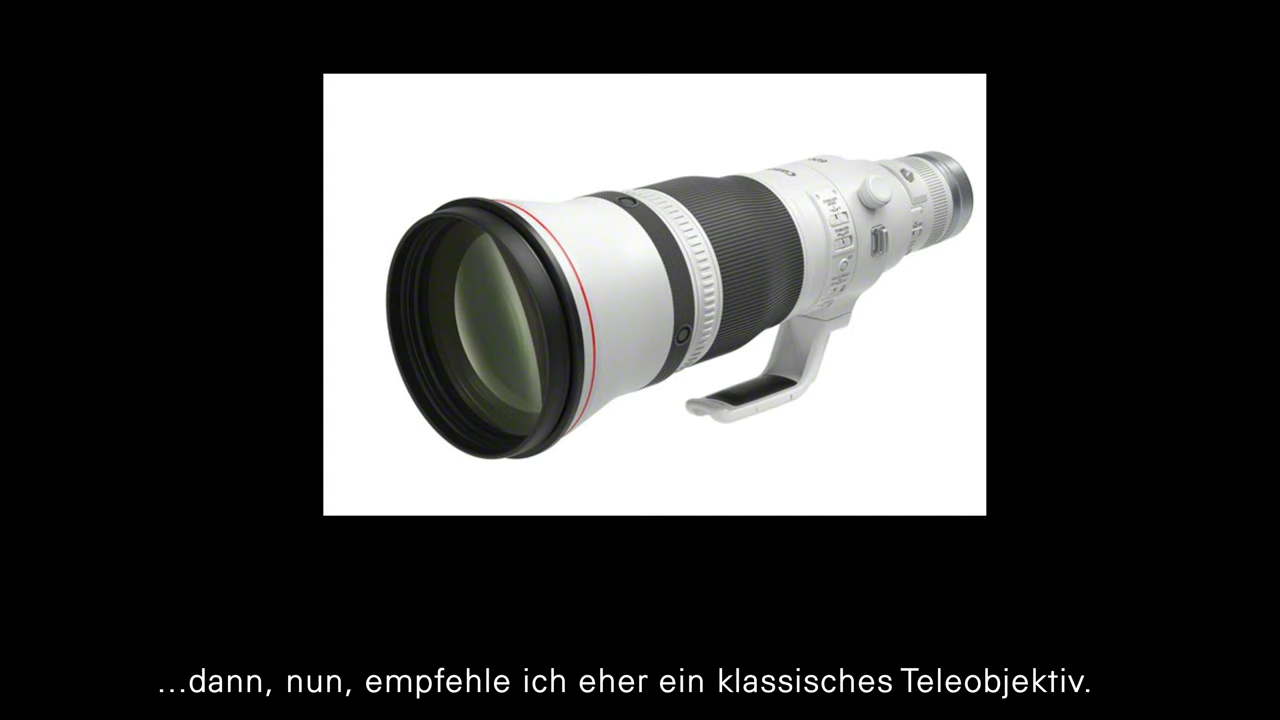 ...dann, nun, empfehle ich eher ein klassisches Teleobjektiv.